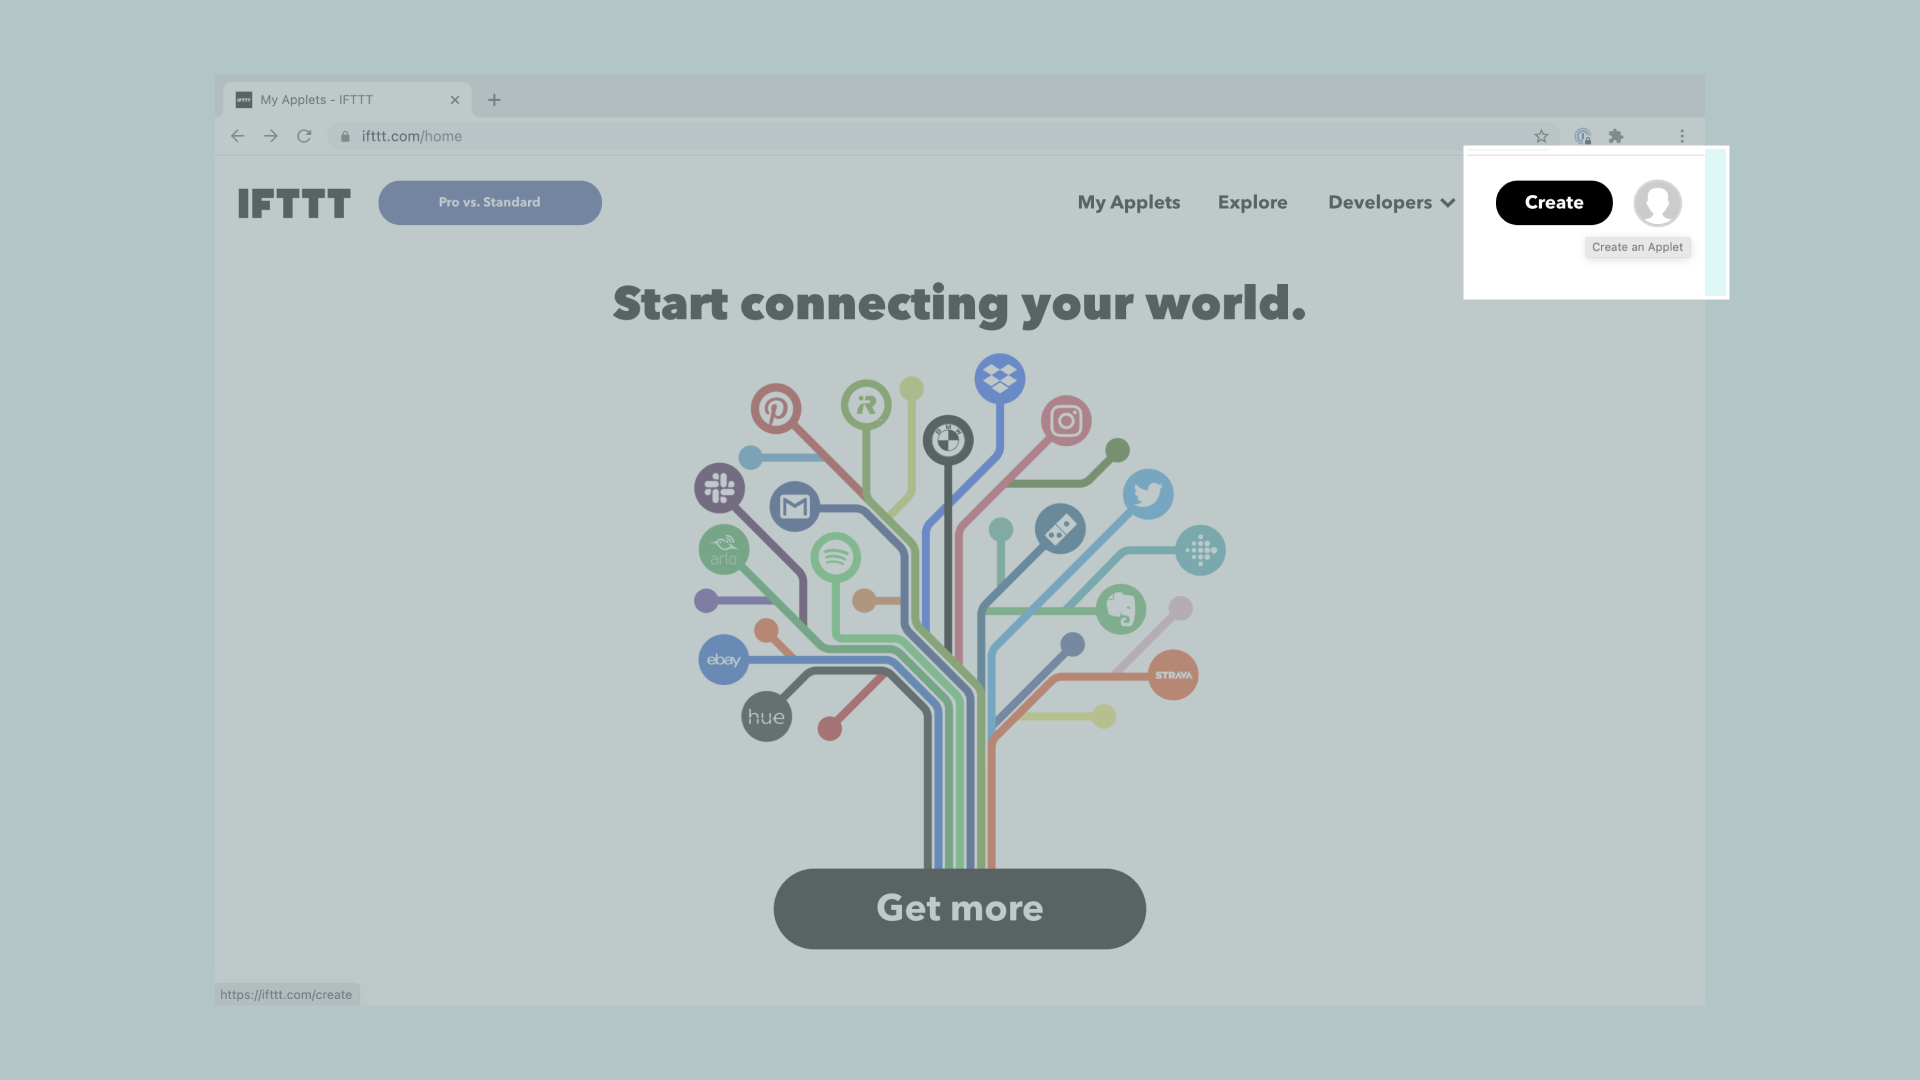 My Applets - IFTTT
ifttt.com/home
IFTTT
Pro vs. Standard
My Applets
Explore
Developers
Create
Create an Applet
Start connecting your world.
BMW
arlo
ebay
STRAVA
hue
Get more
https://ifttt.com/create